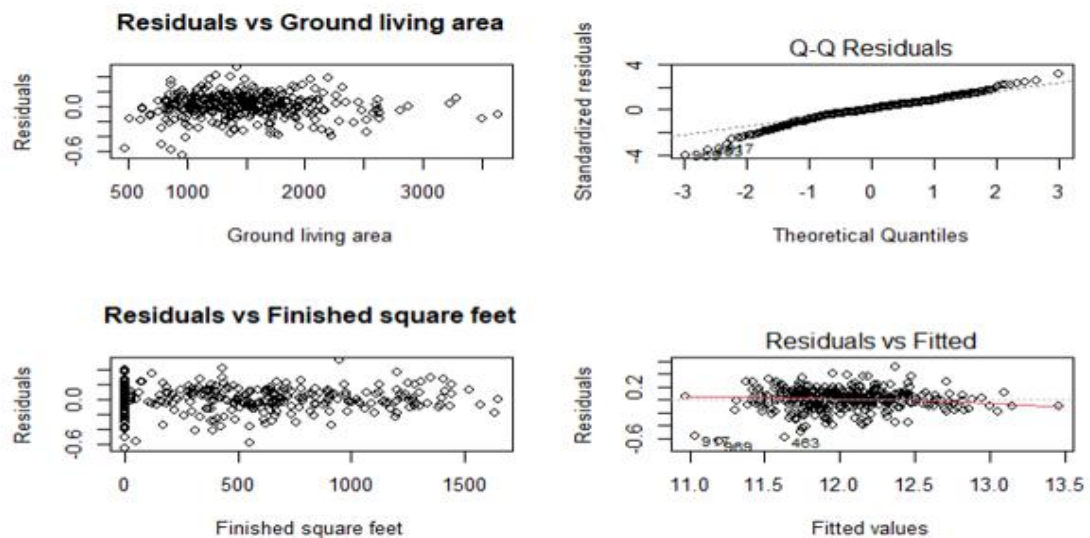 Residuals vs Ground living area
Residuals
0.0
-0.6
500 1000 2000 3000
Ground living area
Q-Q Residuals
Standardized residuals
4
0
-4
917
-3 -2 -1 0 1 2 3
Theoretical Quantiles
Residuals vs Finished square feet
Residuals
0.0
-0.6
0 500 1000 1500
Finished square feet
Residuals vs Fitted
Residuals
0.2
-0.6
917
969
463
11.0 11.5 12.0 12.5 13.0 13.5
Fitted values